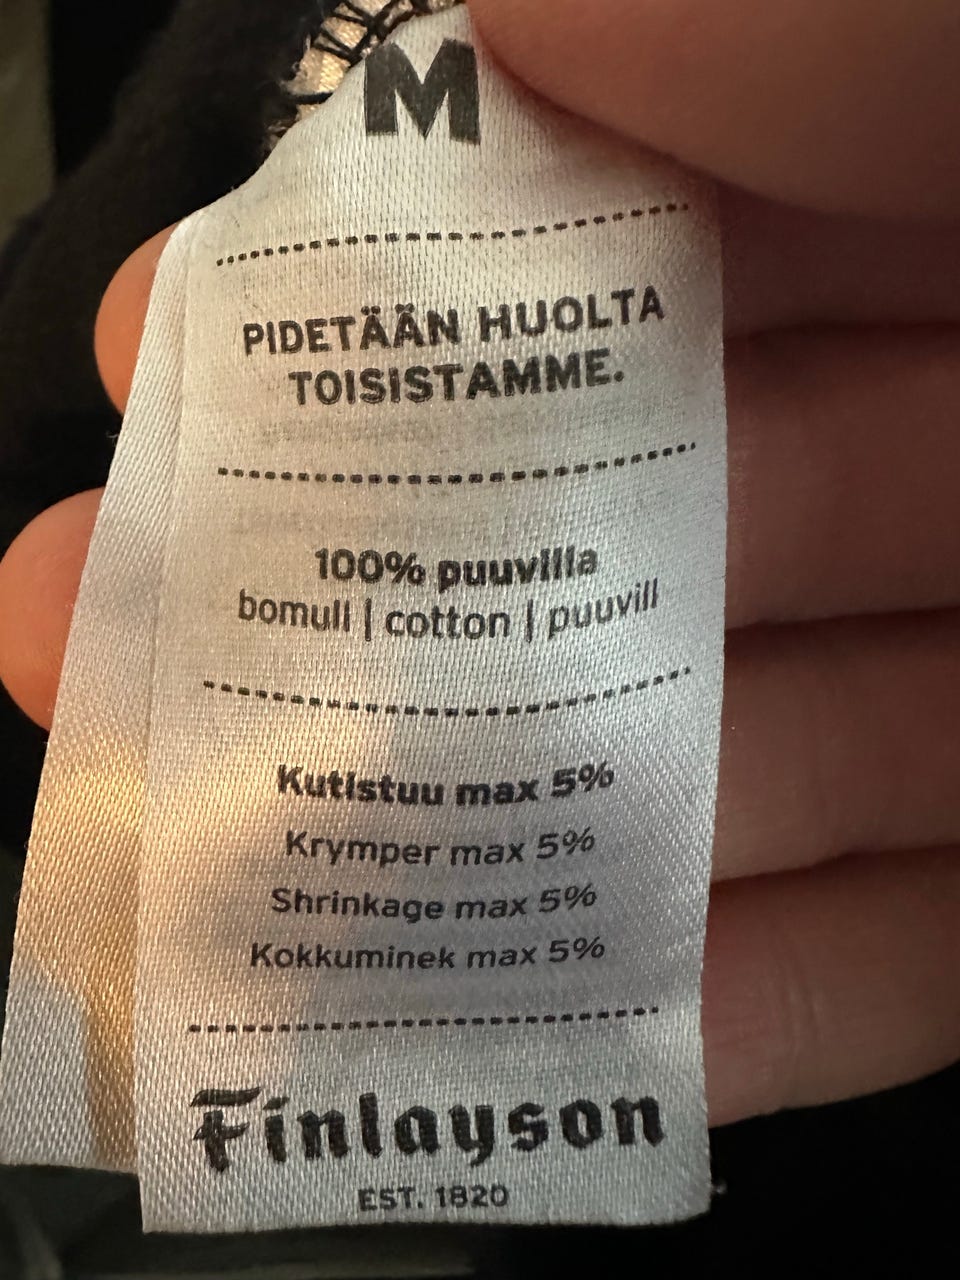 M
PIDETÄÄN HUOLTA
TOISISTAMME.
100% puuvilla
bomull | cotton | puuvill
Kutistuu max 5%
Krymper max 5%
Shrinkage max 5%
Kokkuminek max 5%
Finlayson
EST. 1820